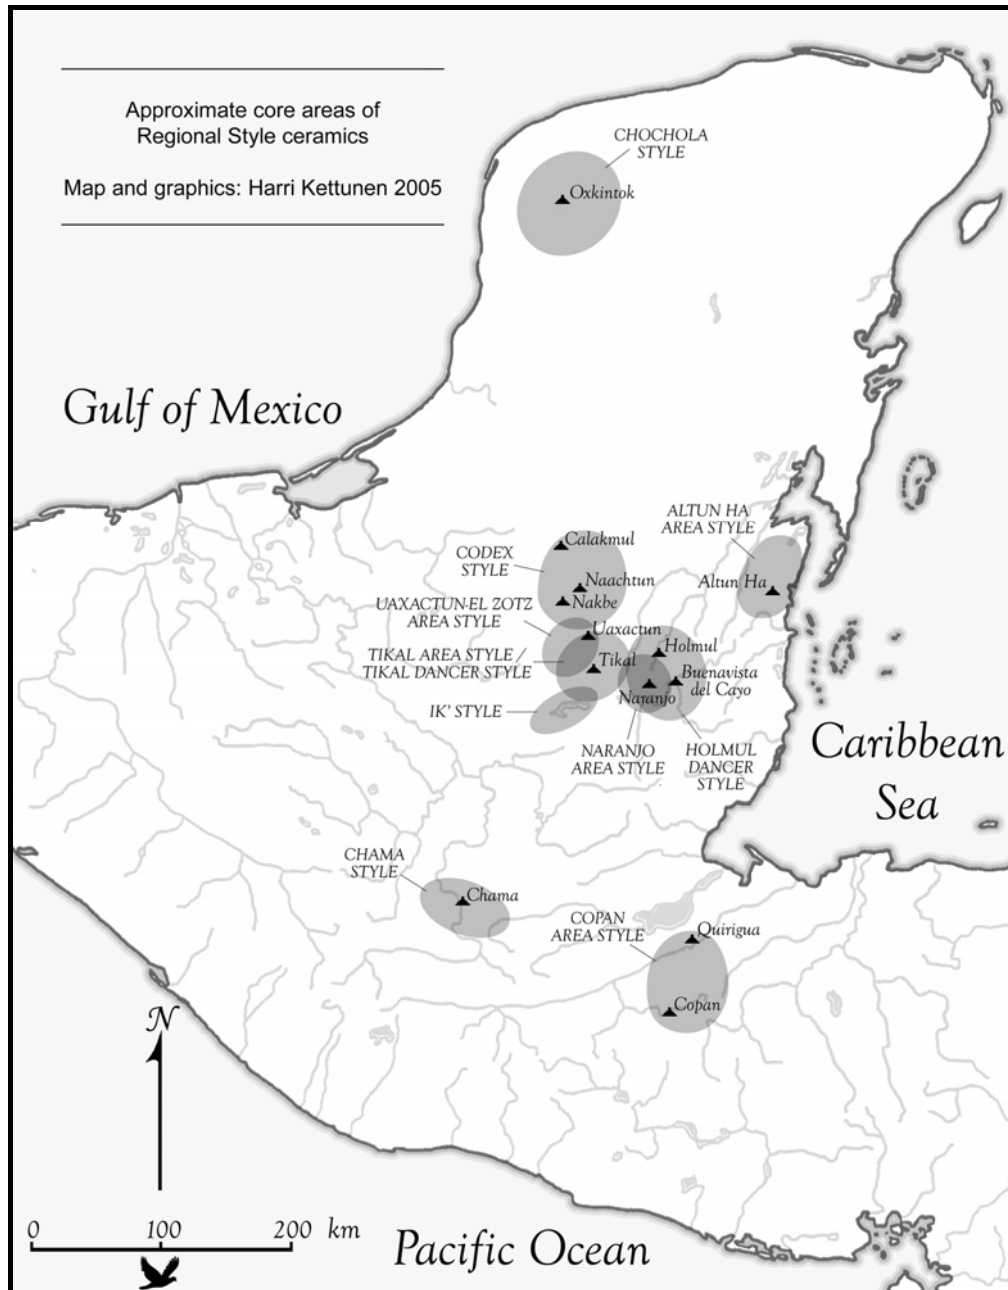 Approximate core areas of
Regional Style ceramics
Map and graphics: Harri Kettunen 2005
CHOCHOLA
STYLE
Oxkintok
Gulf of Mexico
ALTUN HA
AREA STYLE
Calakmul
CODEX
STYLE
Naachtun
Altun Ha
Nakbe
UAXACTUN-EL ZOTZ
AREA STYLE
Uaxactun
Holmul
TIKAL AREA STYLE /
TIKAL DANCER STYLE
Tikal
Buenavista
del Cayo
Naranjo
IK' STYLE
NARANJO
AREA STYLE
HOLMUL
DANCER
STYLE
Caribbean
Sea
CHAMA
STYLE
Chama
COPAN
AREA STYLE
Quirigua
Copan
N
0 100 200 km
Pacific Ocean